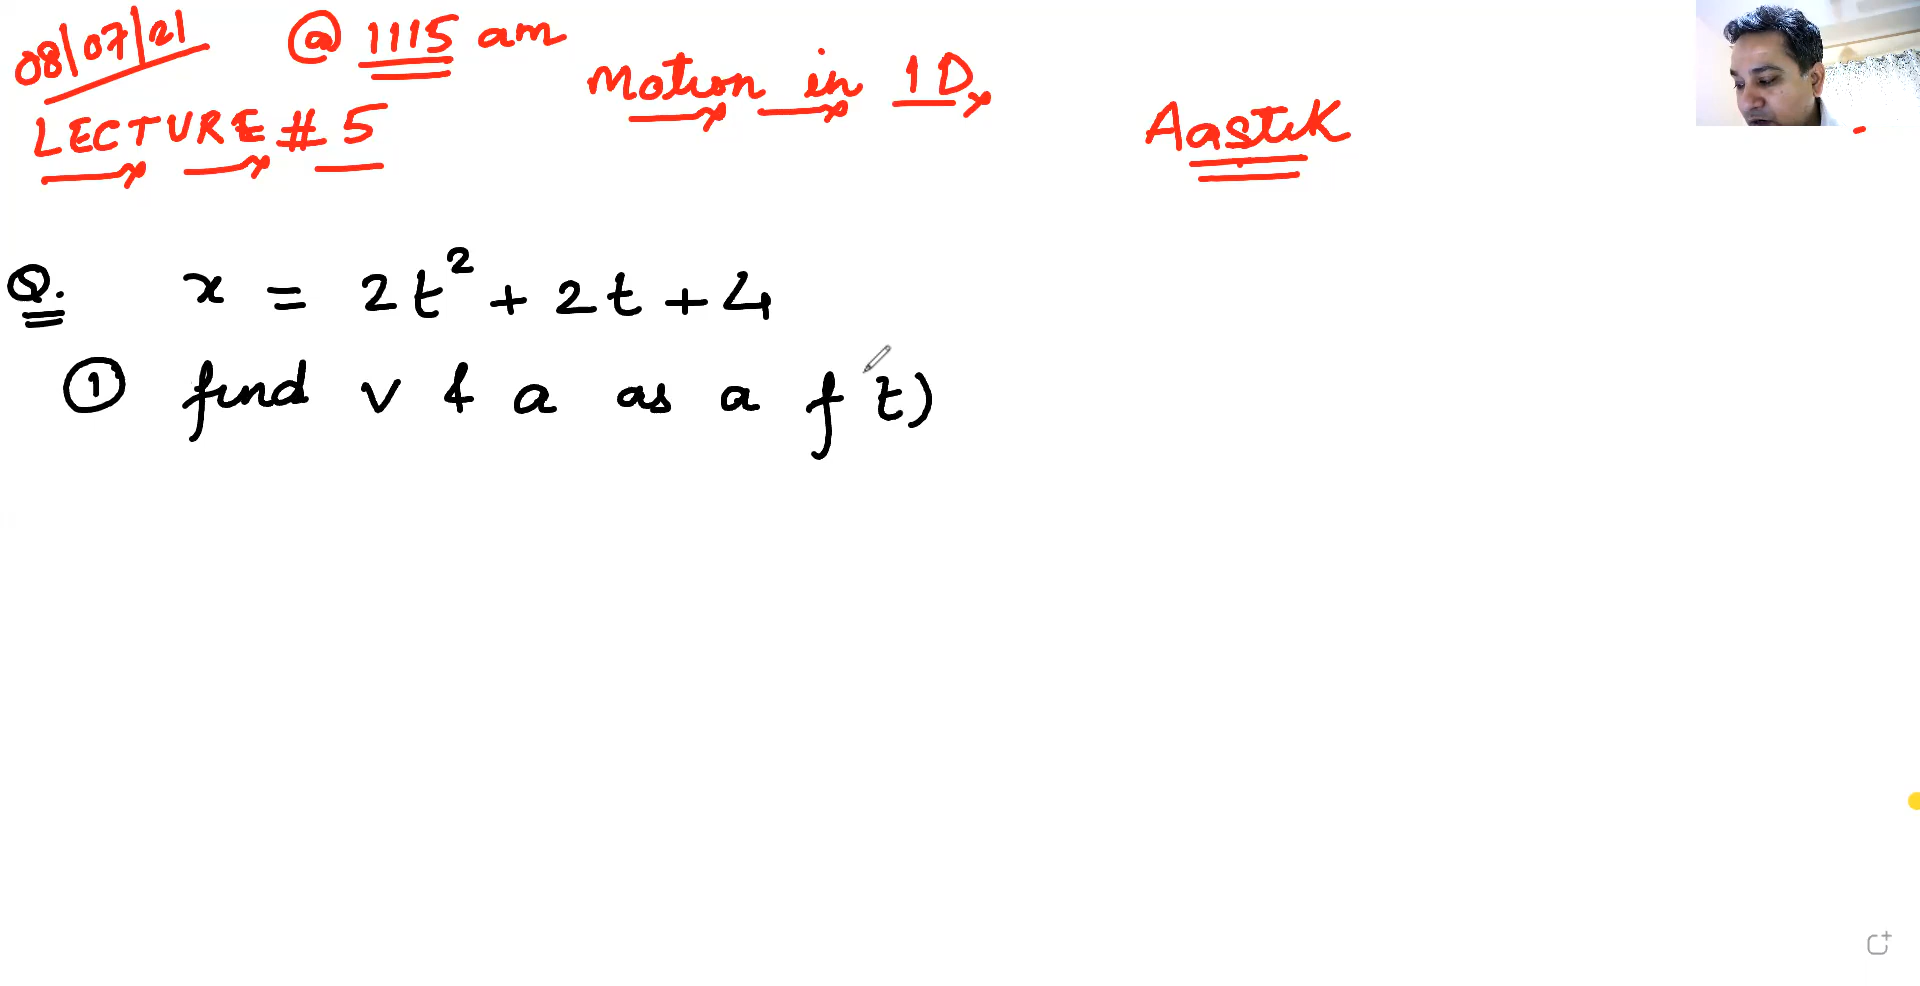 08/07/21 @ 1115 am
LECTURE # 5
Motion in 1D
Aastik
Q. x = 2t² + 2t + 4
① find v & a as a f t)